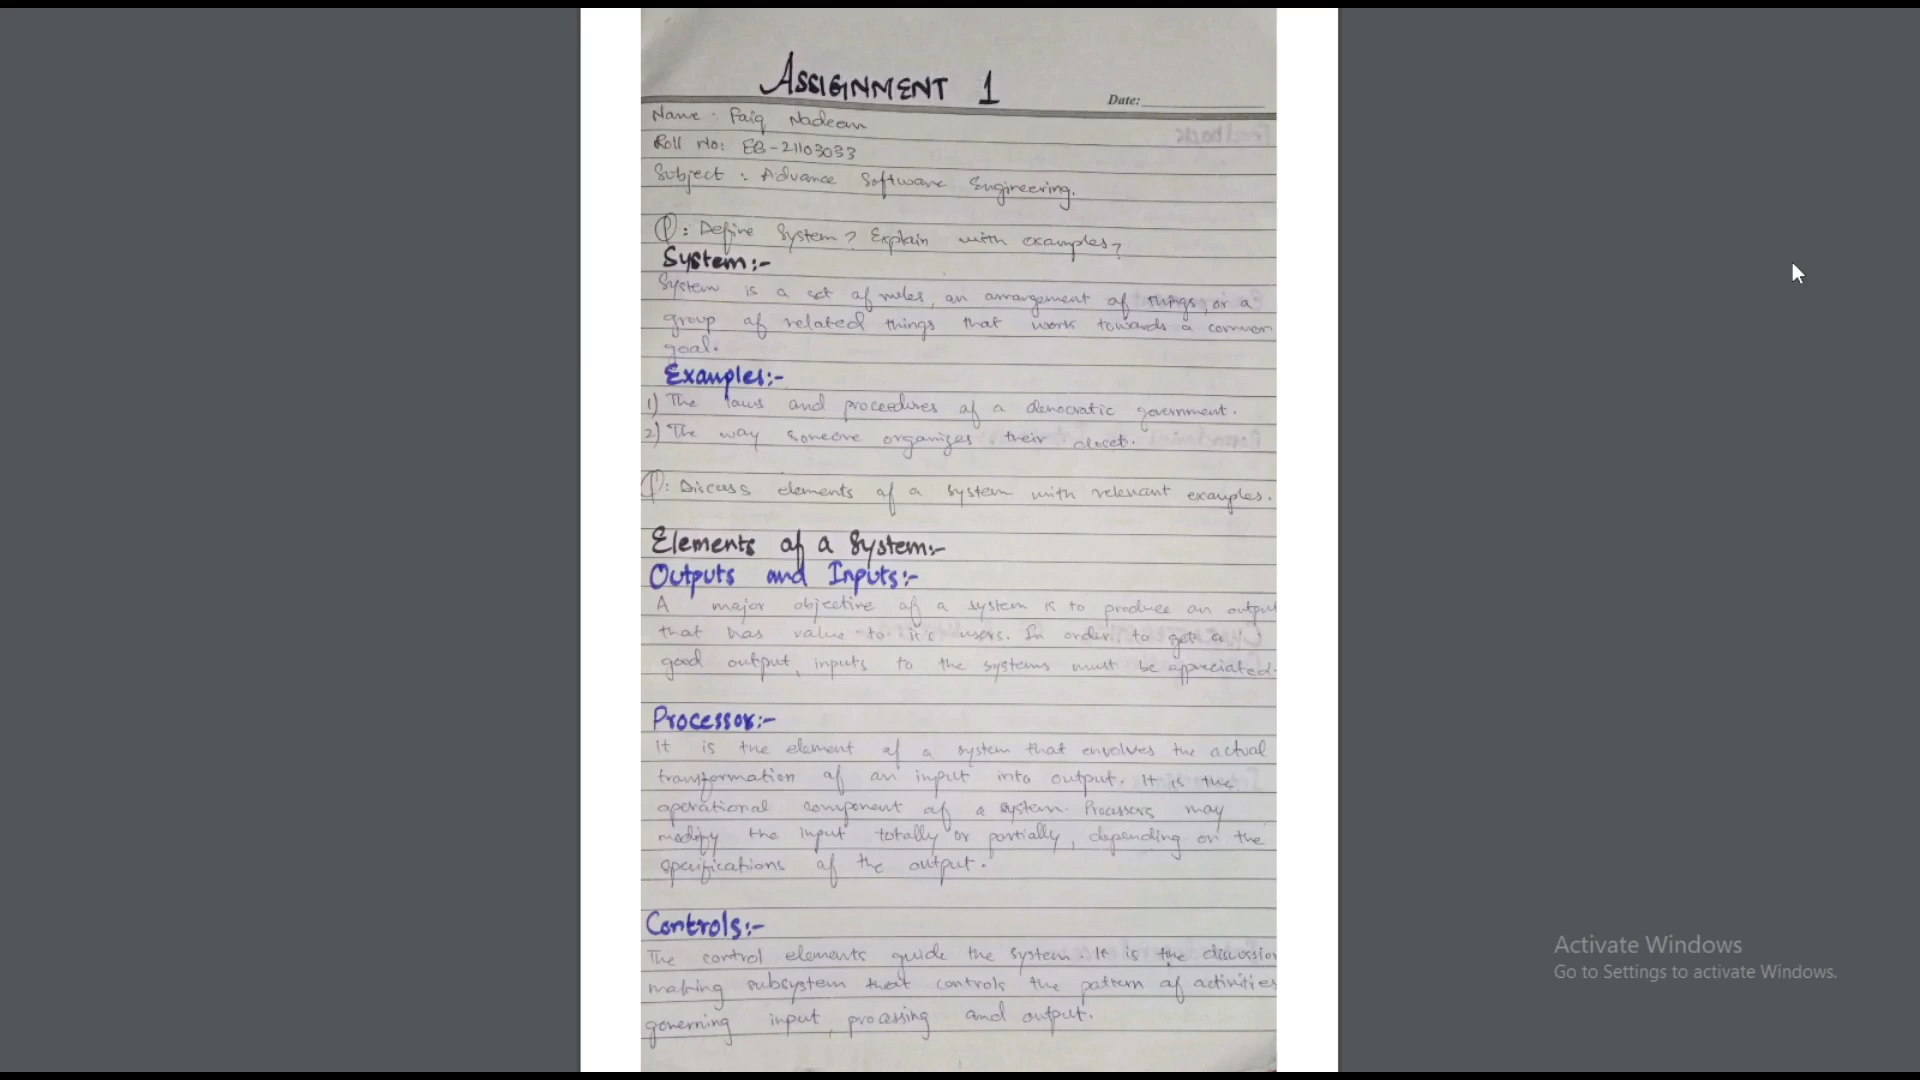 ASSIGNMENT 1
Date:
Name: Faiq Nadeem
Roll No: EB-21103033
Subject: Advance Software Engineering.
Q: Define System? Explain with examples?
System:-
System is a set of rules, an arrangement of things, or a
group of related things that work towards a common
goal.
Examples:-
1) The laws and proceedures of a democratic government.
2) The way someone organizes their closet.
Q: Discuss elements of a system with relevant examples.
Elements of a System:-
Outputs and Inputs:-
A major objective of a system is to produce an output
that has value to it's users. In order to get a
good output, inputs to the systems must be appreciated.
Processor:-
It is the element of a system that envolves the actual
transformation of an input into output. It is the
operational component of a system. Processors may
modify the input totally or partially, depending on the
specifications of the output.
Controls:-
The control elements guide the system. It is the
making subsystem that controls the pattern of activities
governing input, processing and output.
Activate Windows
Go to Settings to activate Windows.